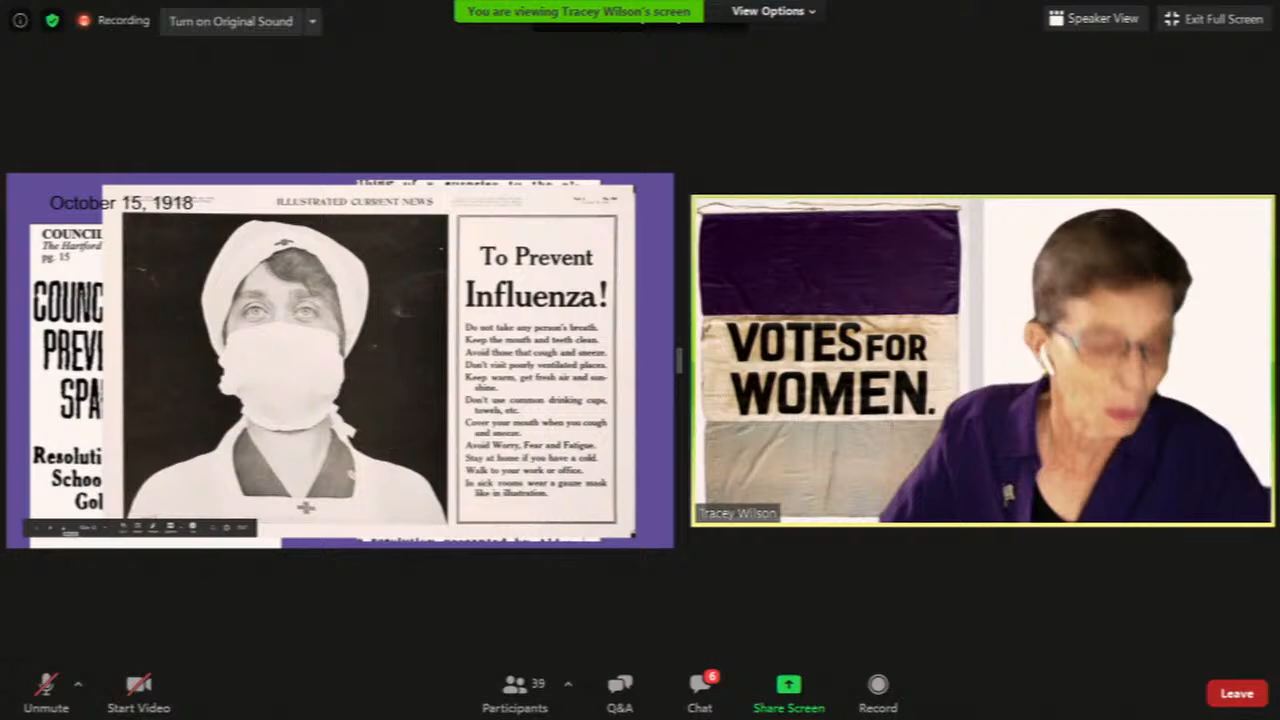 Recording
Turn on Original Sound
You are viewing Tracey Wilson's screen
View Options
Speaker View
Exit Full Screen
October 15, 1918
ILLUSTRATED CURRENT NEWS
COUNCIL
The Hartford
pg. 15
COUNC
PREVE
SPA
Resoluti
Schoo
Gol
To Prevent
Influenza!
Do not take any person's breath.
Keep the mouth and teeth clean.
Avoid those that cough and sneeze.
Don't visit poorly ventilated places.
Keep warm, get fresh air and sun-
shine.
Don't use common drinking cups,
towels, etc.
Cover your mouth when you cough
and sneeze.
Avoid Worry, Fear and Fatigue.
Stay at home if you have a cold.
Walk to your work or office.
In sick rooms wear a gauze mask
like in illustration.
VOTES FOR
WOMEN.
Tracey Wilson
Unmute
Start Video
39
Participants
Q&A
6
Chat
Share Screen
Record
Leave